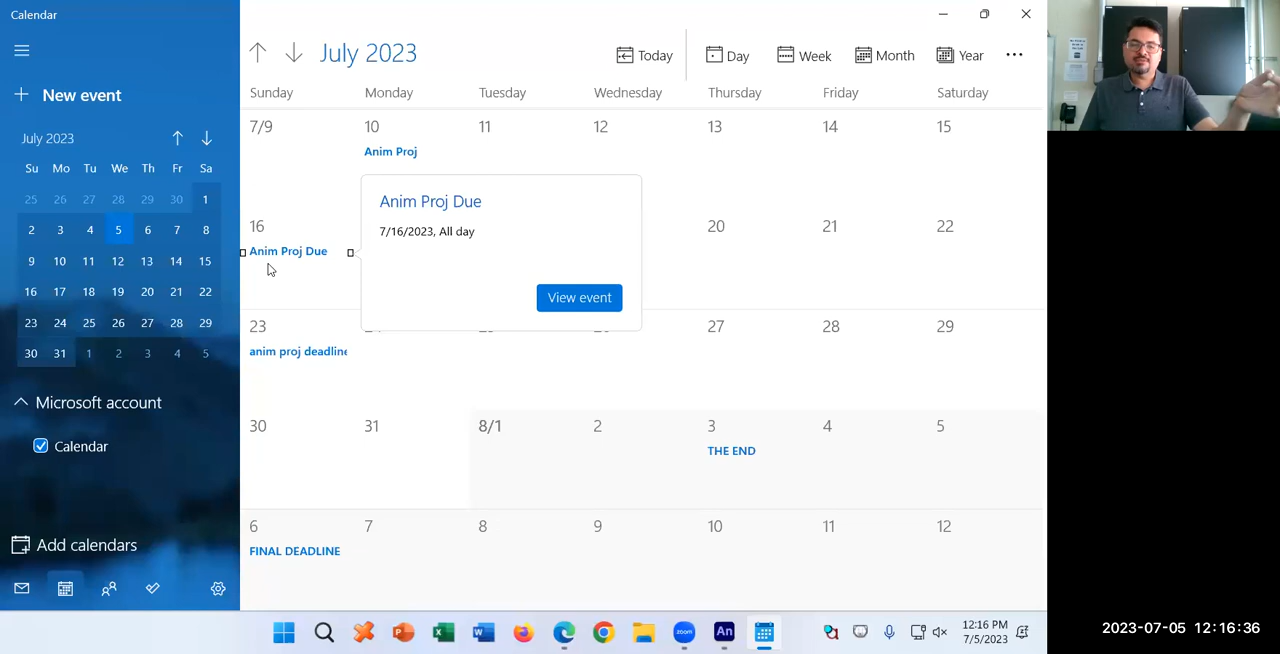 Calendar
New event
July 2023
Su Mo Tu We Th Fr Sa
25 26 27 28 29 30 1
2 3 4 5 6 7 8
9 10 11 12 13 14 15
16 17 18 19 20 21 22
23 24 25 26 27 28 29
30 31 1 2 3 4 5
Microsoft account
Calendar
Add calendars
July 2023
Today Day Week Month Year
Sunday Monday Tuesday Wednesday Thursday Friday Saturday
7/9 10 11 12 13 14 15
Anim Proj
16 20 21 22
Anim Proj Due
Anim Proj Due
7/16/2023, All day
View event
23 27 28 29
anim proj deadline
30 31 8/1 2 3 4 5
THE END
6 7 8 9 10 11 12
FINAL DEADLINE
zoom
An
12:16 PM
7/5/2023
2023-07-05 12:16:36